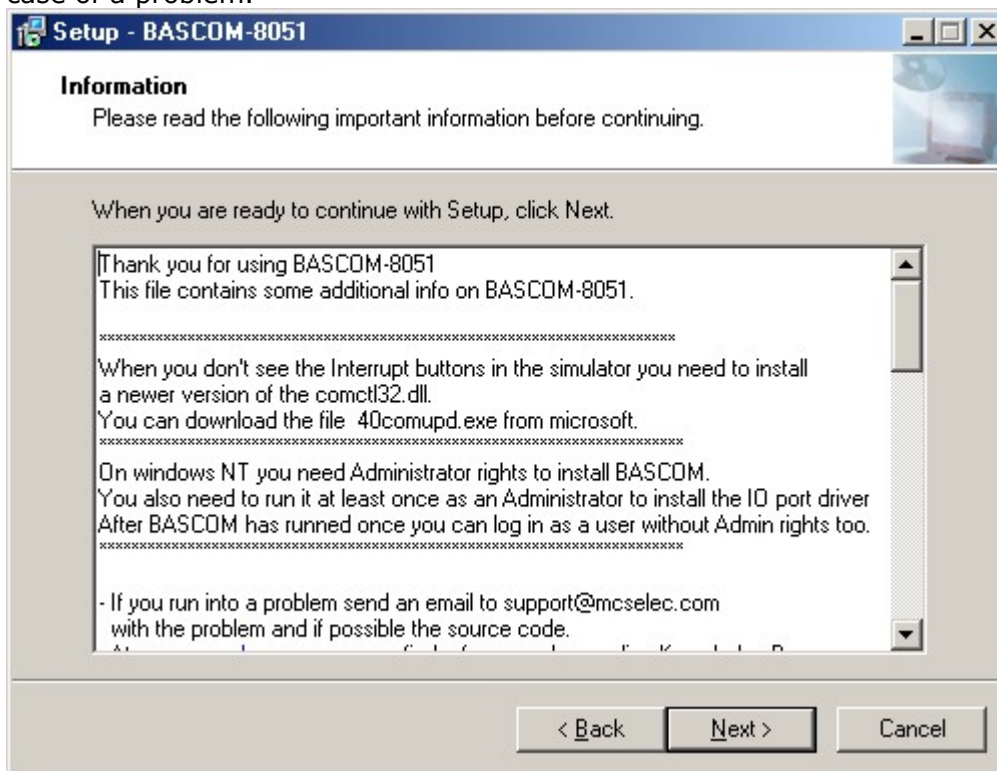 case of a problem.
Setup - BASCOM-8051
Information
Please read the following important information before continuing.
When you are ready to continue with Setup, click Next.
Thank you for using BASCOM-8051
This file contains some additional info on BASCOM-8051.
××××××××××××××××××××××××××××××××××××××××××××××××××××××××××××××××××××××××
When you don't see the Interrupt buttons in the simulator you need to install
a newer version of the comctl32.dll.
You can download the file  40comupd.exe from microsoft.
×××××××××××××××××××××××××××××××××××××××××××××××××××××××××××××××××××××××××
On windows NT you need Administrator rights to install BASCOM.
You also need to run it at least once as an Administrator to install the IO port driver
After BASCOM has runned once you can log in as a user without Admin rights too.
×××××××××××××××××××××××××××××××××××××××××××××××××××××××××××××××××××××××××
- If you run into a problem send an email to support@mcselec.com
with the problem and if possible the source code.
< Back
Next >
Cancel